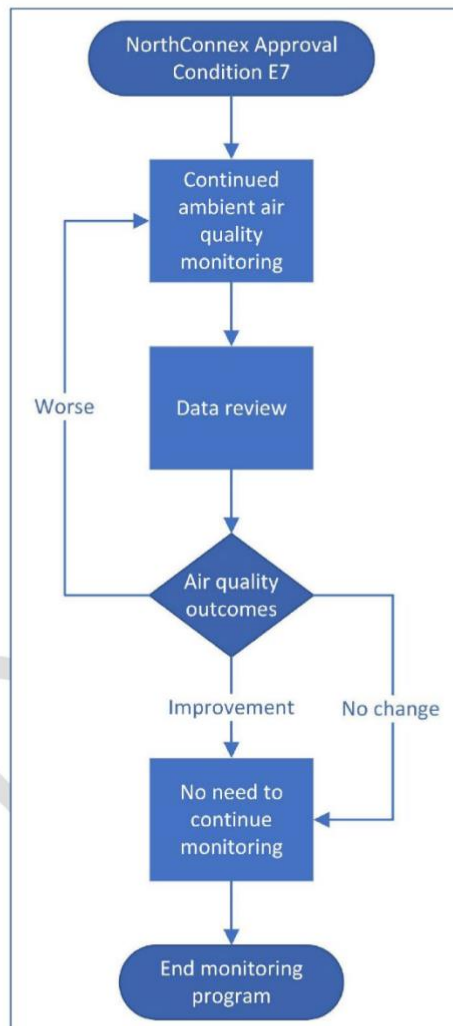 NorthConnex Approval
Condition E7
Continued
ambient air
quality
monitoring
Worse
Data review
Air quality
outcomes
Improvement
No change
No need to
continue
monitoring
End monitoring
program